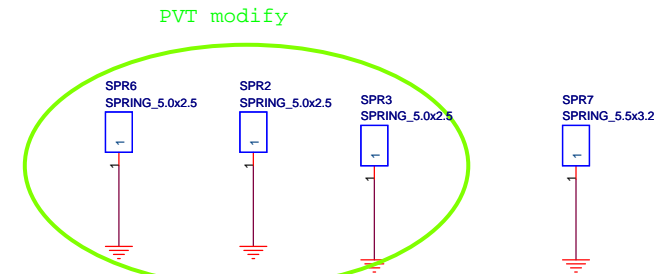 PVT modify
SPR6
SPRING_5.0x2.5
1
1
SPR2
SPRING_5.0x2.5
1
1
SPR3
SPRING_5.0x2.5
1
1
SPR7
SPRING_5.5x3.2
1
1